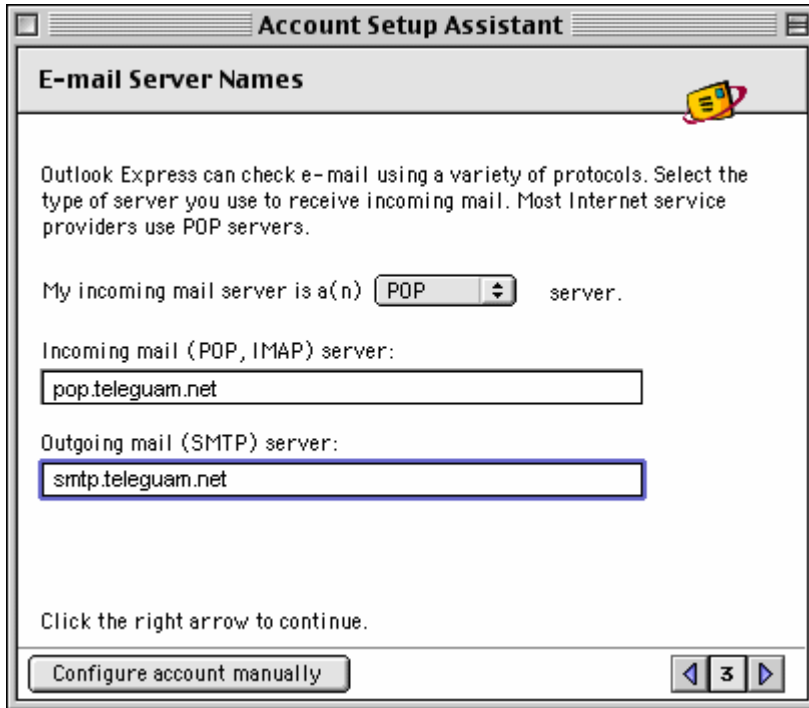 Account Setup Assistant
E-mail Server Names
Outlook Express can check e-mail using a variety of protocols. Select the
type of server you use to receive incoming mail. Most Internet service
providers use POP servers.
My incoming mail server is a(n) POP server.
Incoming mail (POP, IMAP) server:
pop.teleguam.net
Outgoing mail (SMTP) server:
smtp.teleguam.net
Click the right arrow to continue.
Configure account manually 3